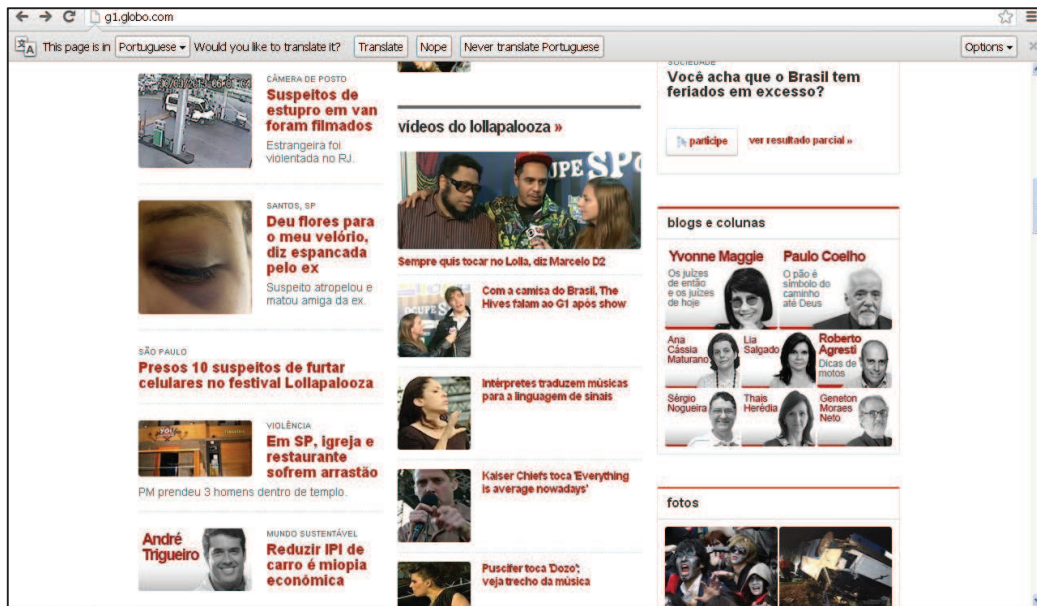 g1.globo.com
This page is in Portuguese Would you like to translate it? Translate Nope Never translate Portuguese Options
CÂMERA DE POSTO
Suspeitos de
estupro em van
foram filmados
Estrangeira foi
violentada no RJ.
SANTOS, SP
Deu flores para
o meu velório,
diz espancada
pelo ex
Suspeito atropelou e
matou amiga da ex.
SÃO PAULO
Presos 10 suspeitos de furtar
celulares no festival Lollapalooza
VIOLÊNCIA
Em SP, igreja e
restaurante
sofrem arrastão
PM prendeu 3 homens dentro de templo.
André
Trigueiro
MUNDO SUSTENTÁVEL
Reduzir IPI de
carro é miopia
econômica
vídeos do lollapalooza »
UPE SP
Sempre quis tocar no Lolla, diz Marcelo D2
Com a camisa do Brasil, The
Hives falam ao G1 após show
Intérpretes traduzem músicas
para a linguagem de sinais
Kaiser Chiefs toca 'Everything
is average nowadays'
Puscifer toca 'Dozo';
veja trecho da música
SOCIEDADE
Você acha que o Brasil tem
feriados em excesso?
participe ver resultado parcial »
blogs e colunas
Yvonne Maggie
Os juízes
de então
e os juízes
de hoje
Paulo Coelho
O pão é
símbolo do
caminho
até Deus
Ana
Cássia
Maturano
Lia
Salgado
Roberto
Agresti
Dicas de
motos
Sérgio
Nogueira
Thais
Herédia
Geneton
Moraes
Neto
fotos